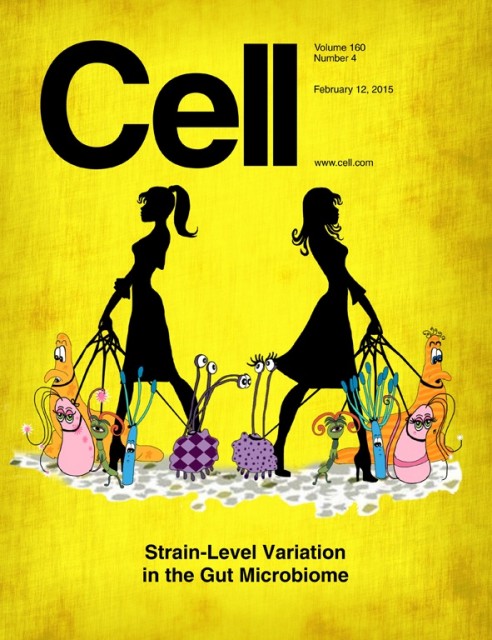 Cell
Volume 160
Number 4
February 12, 2015
www.cell.com
Strain-Level Variation
in the Gut Microbiome